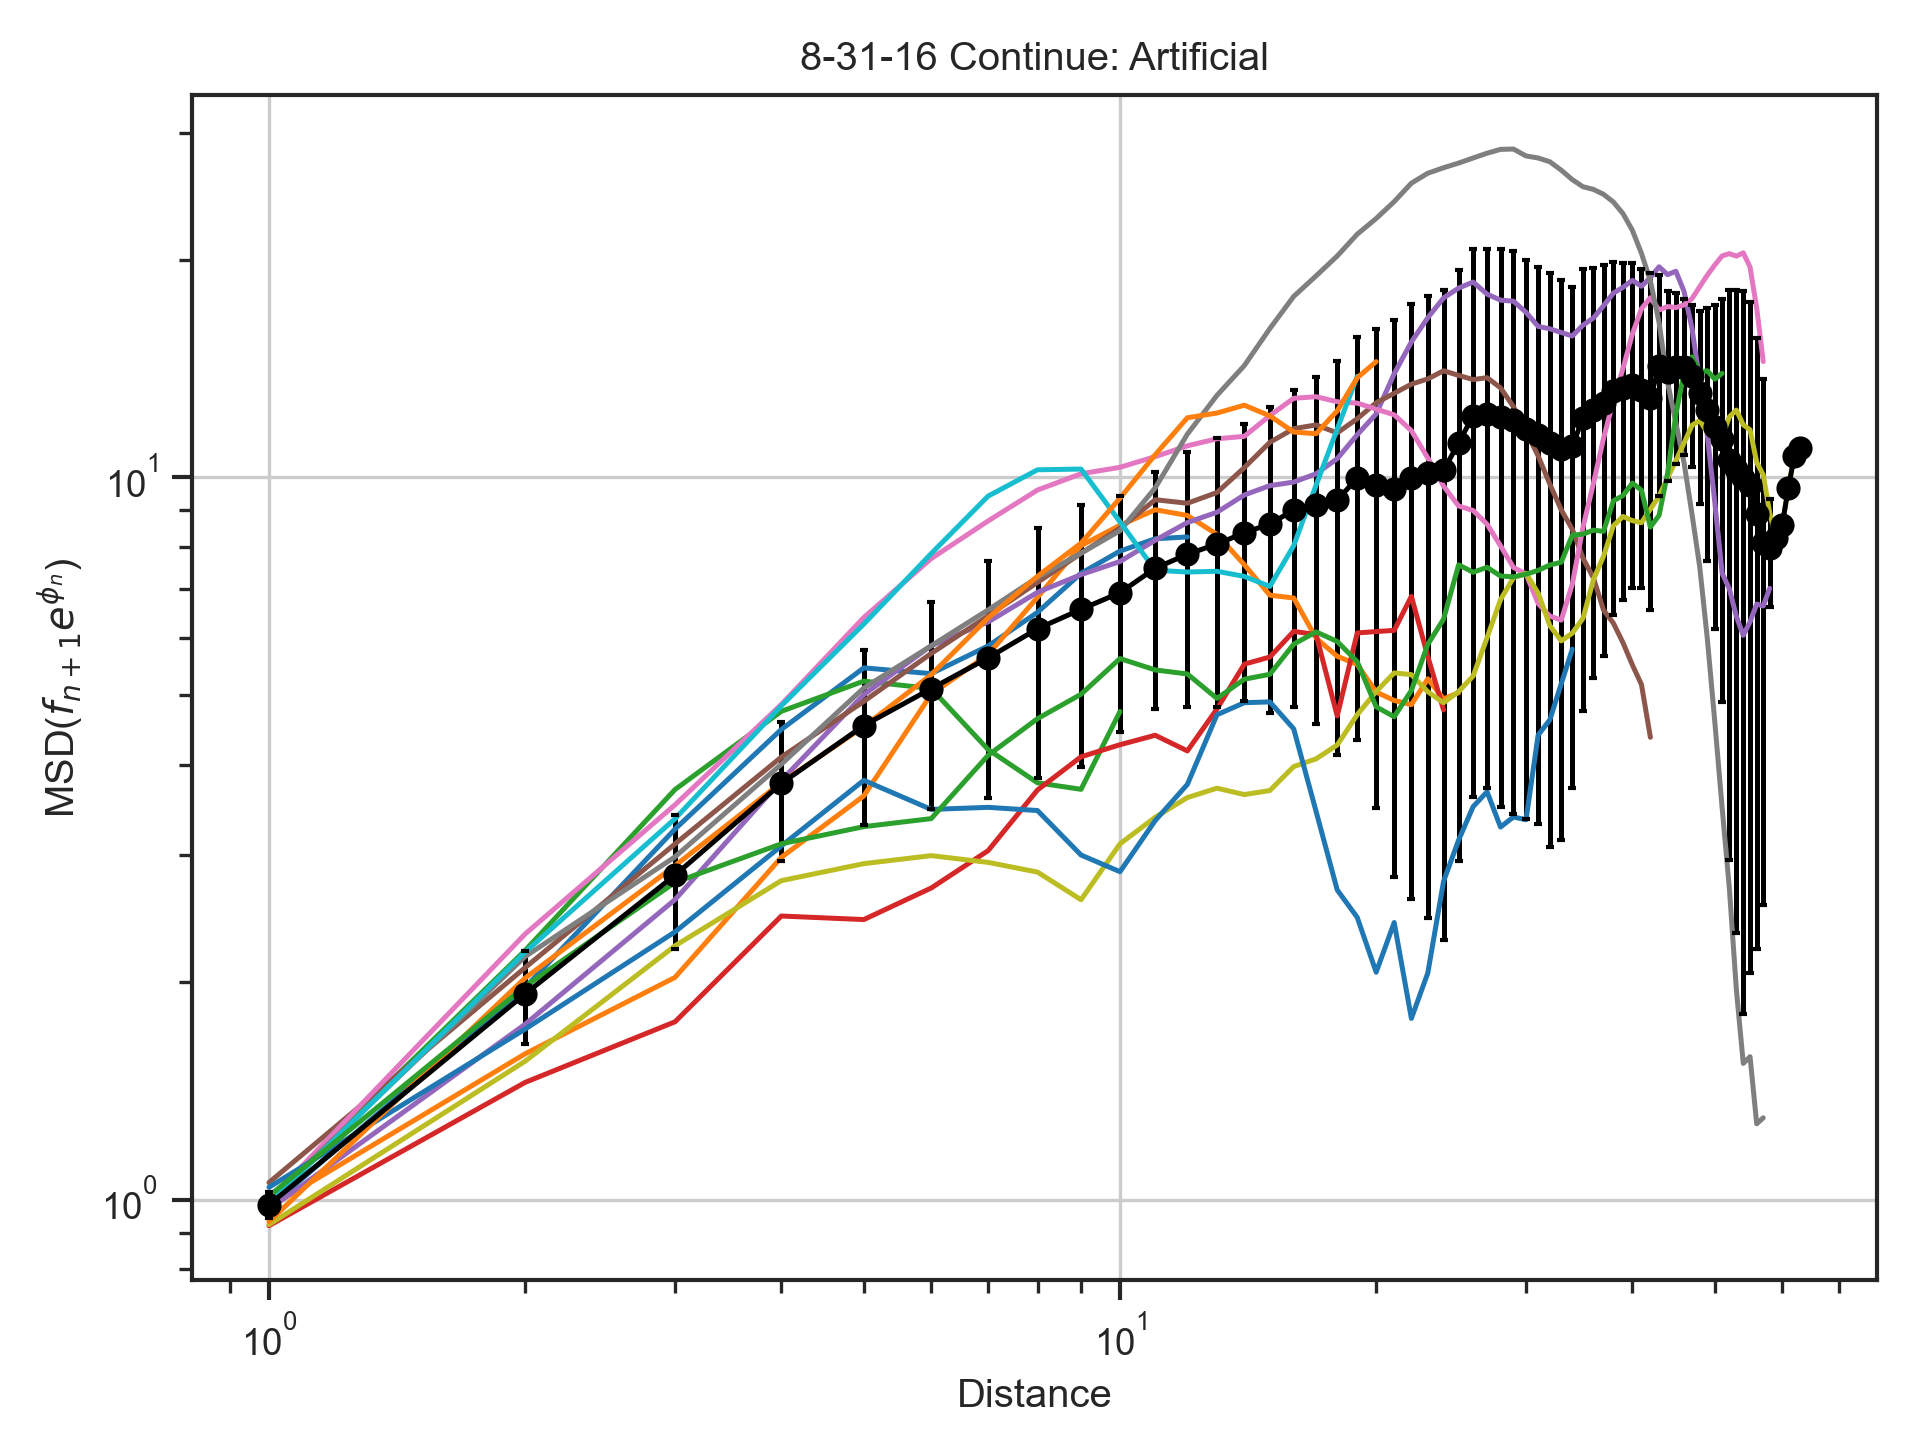 8-31-16 Continue: Artificial
MSD(fₙ₊₁e^ϕₙ)
10¹
10⁰
10⁰
10¹
Distance